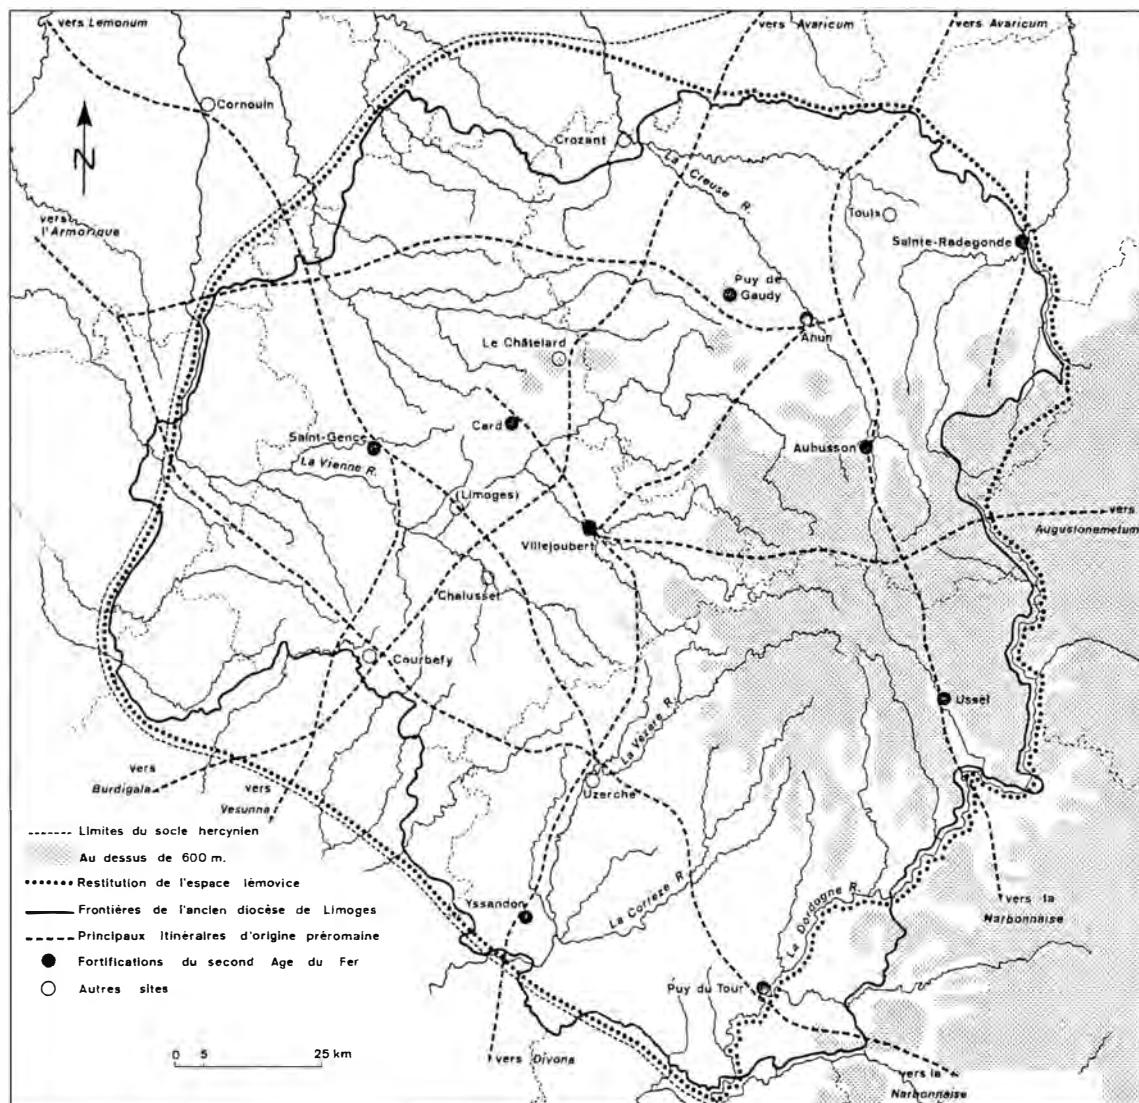 vers Lemonum
vers Avaricum
vers Avaricum
Cornouin
N
Crozant
La Creuse R.
vers
l'Armorique
Toulx
Sainte-Radegonde
Puy de
Gaudy
Ahun
Le Châtelard
Card
Saint-Gence
La Vienne R.
Aubusson
(Limoges)
Villejoubert
vers
Augustonemetum
Chalusset
Courbefy
Ussel
La Vézère R.
vers
Burdigala
vers
Vesunna
Uzerche
Limites du socle hercynien
Au dessus de 600 m.
Restitution de l'espace lémovice
Frontières de l'ancien diocèse de Limoges
Principaux itinéraires d'origine préromaine
Fortifications du second Age du Fer
Autres sites
Yssandon
La Corrèze R.
La Dordogne R.
vers la
Narbonnaise
Puy du Tour
0 5 25 km
vers Divona
vers la
Narbonnaise